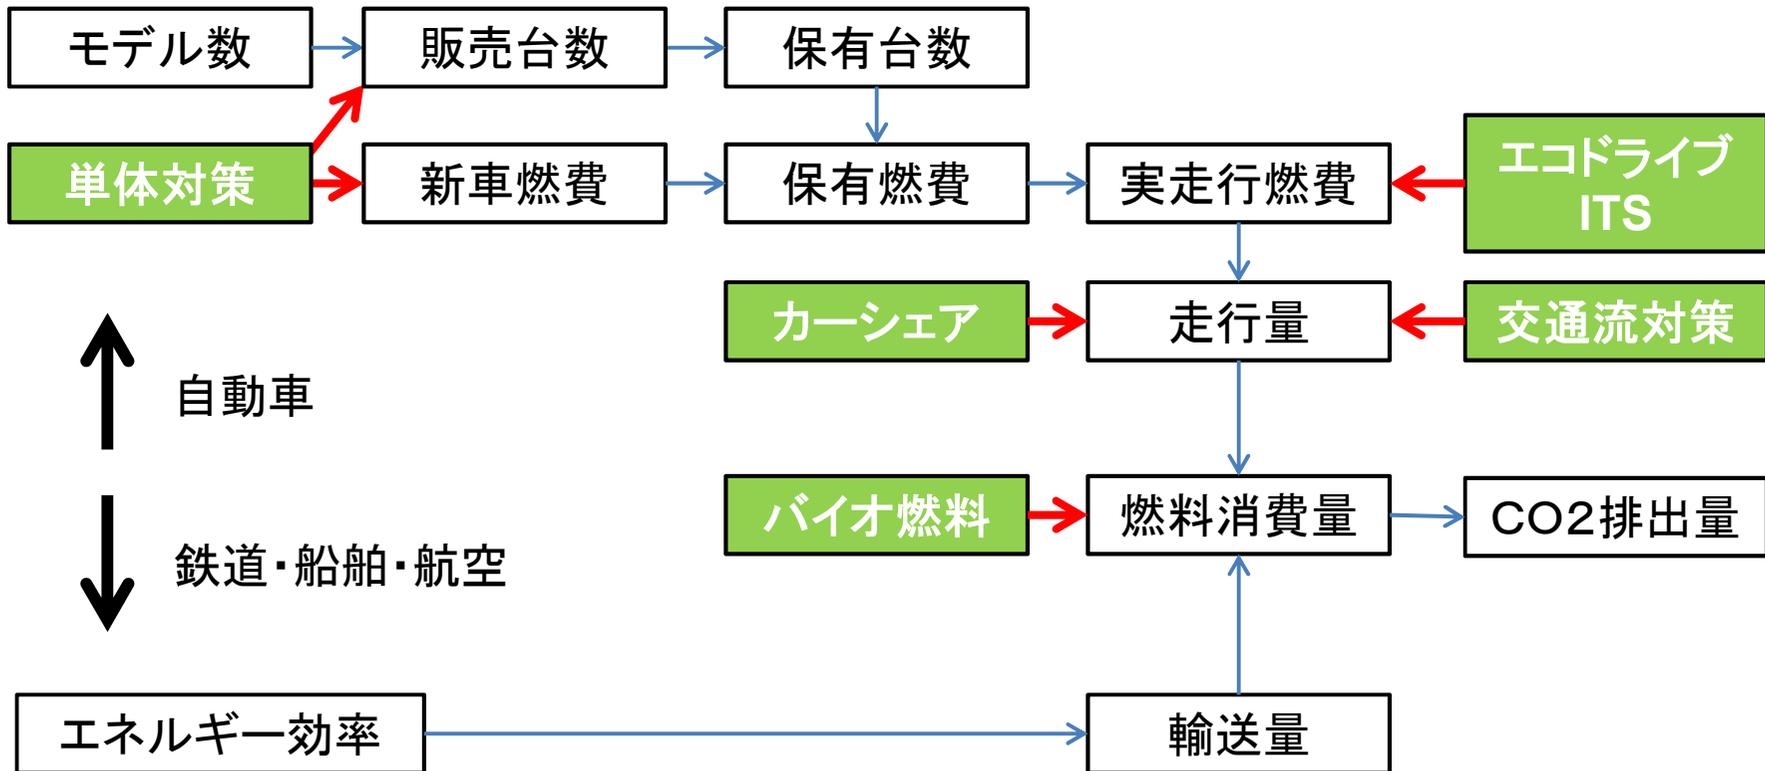 モデル数
販売台数
保有台数
単体対策
新車燃費
保有燃費
実走行燃費
エコドライブ
ITS
カーシェア
走行量
交通流対策
自動車
バイオ燃料
燃料消費量
CO2排出量
鉄道・船舶・航空
エネルギー効率
輸送量